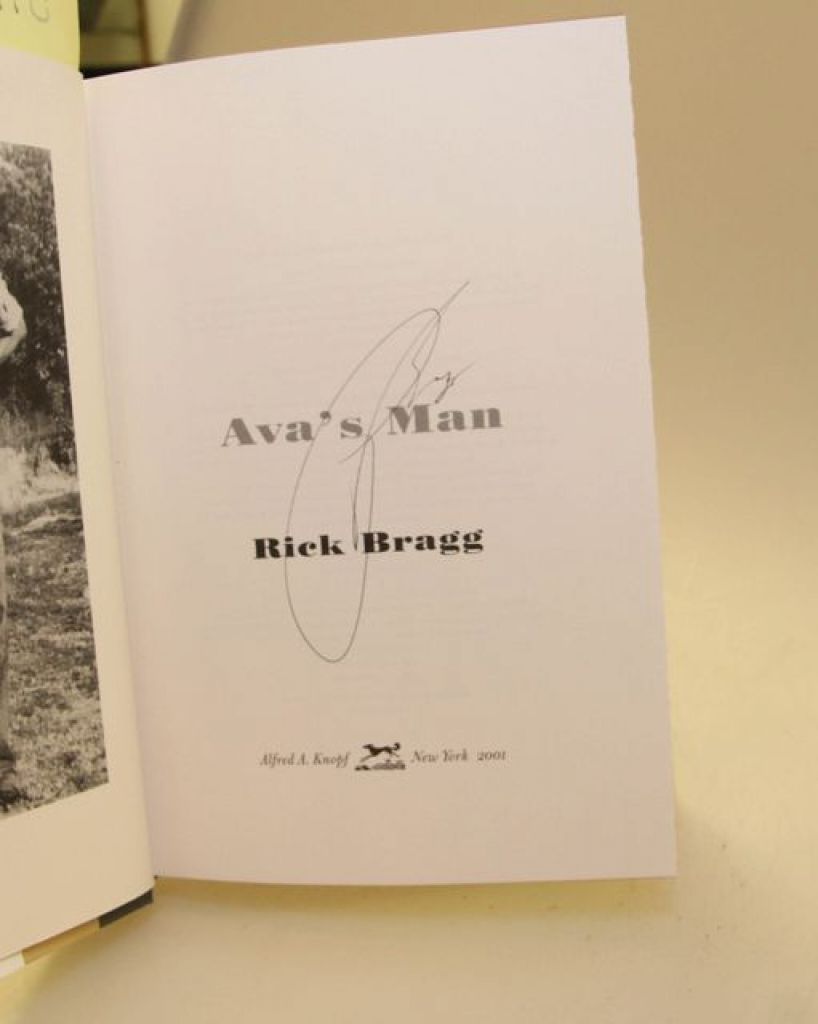 Ava's Man
Rick Bragg
Alfred A. Knopf New York 2001